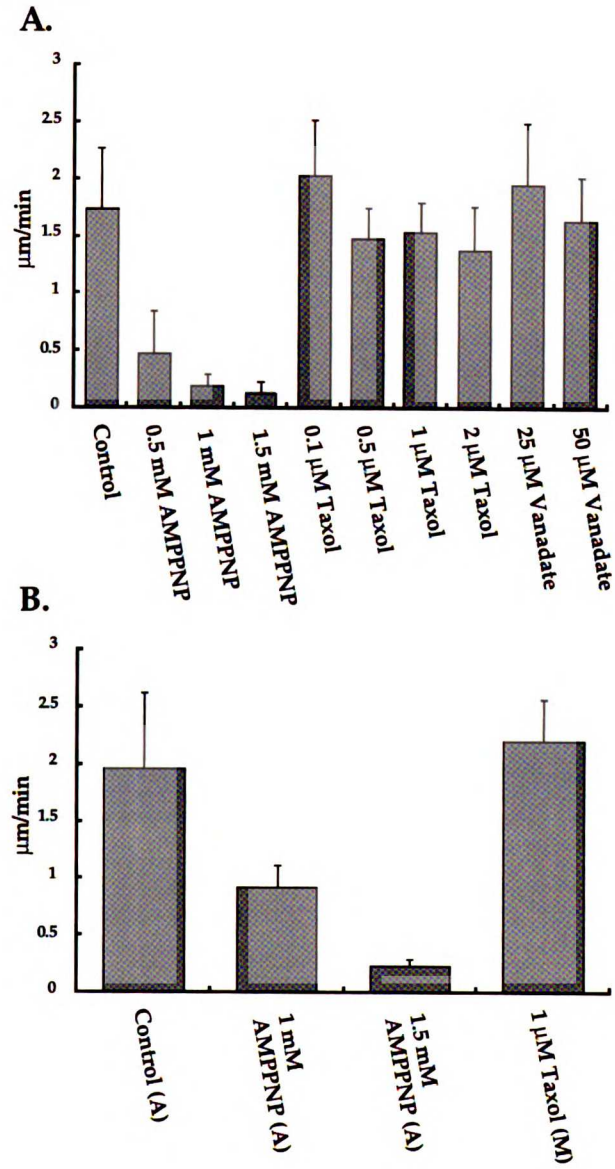 A.
3
2.5
2
1.5
1
0.5
0
μm/min
Control
0.5 mM AMPPNP
1 mM AMPPNP
1.5 mM AMPPNP
0.1 μM Taxol
0.5 μM Taxol
1 μM Taxol
2 μM Taxol
25 μM Vanadate
50 μM Vanadate
B.
3
2.5
2
1.5
1
0.5
0
μm/min
Control (A)
1 mM
AMPPNP (A)
1.5 mM
AMPPNP (A)
1 μM Taxol (M)